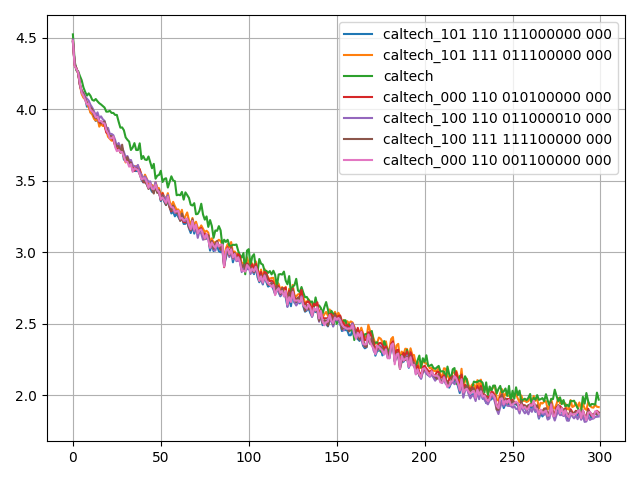 4.5
4.0
3.5
3.0
2.5
2.0
0 50 100 150 200 250 300
caltech_101 110 111000000 000
caltech_101 111 011100000 000
caltech
caltech_000 110 010100000 000
caltech_100 110 011000010 000
caltech_100 111 111100000 000
caltech_000 110 001100000 000